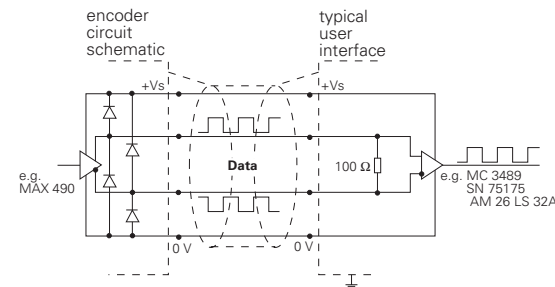 encoder
circuit
schematic
typical
user
interface
+Vs
+Vs
Data
100 Ω
e.g.
MAX 490
e.g. MC 3489
SN 75175
AM 26 LS 32A
0 V
0 V